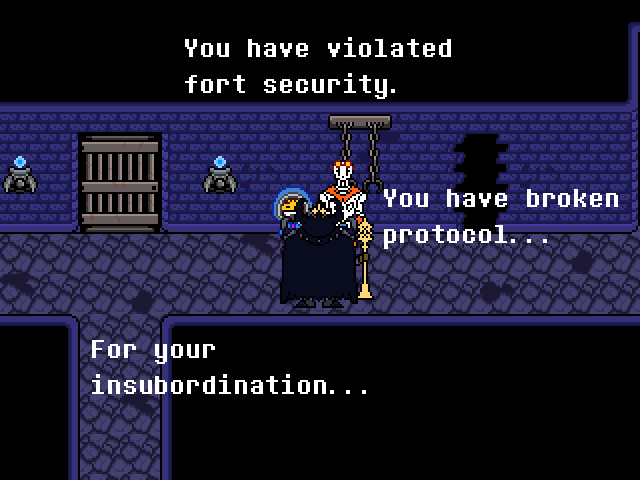 You have violated
fort security.
You have broken
protocol...
For your
insubordination...